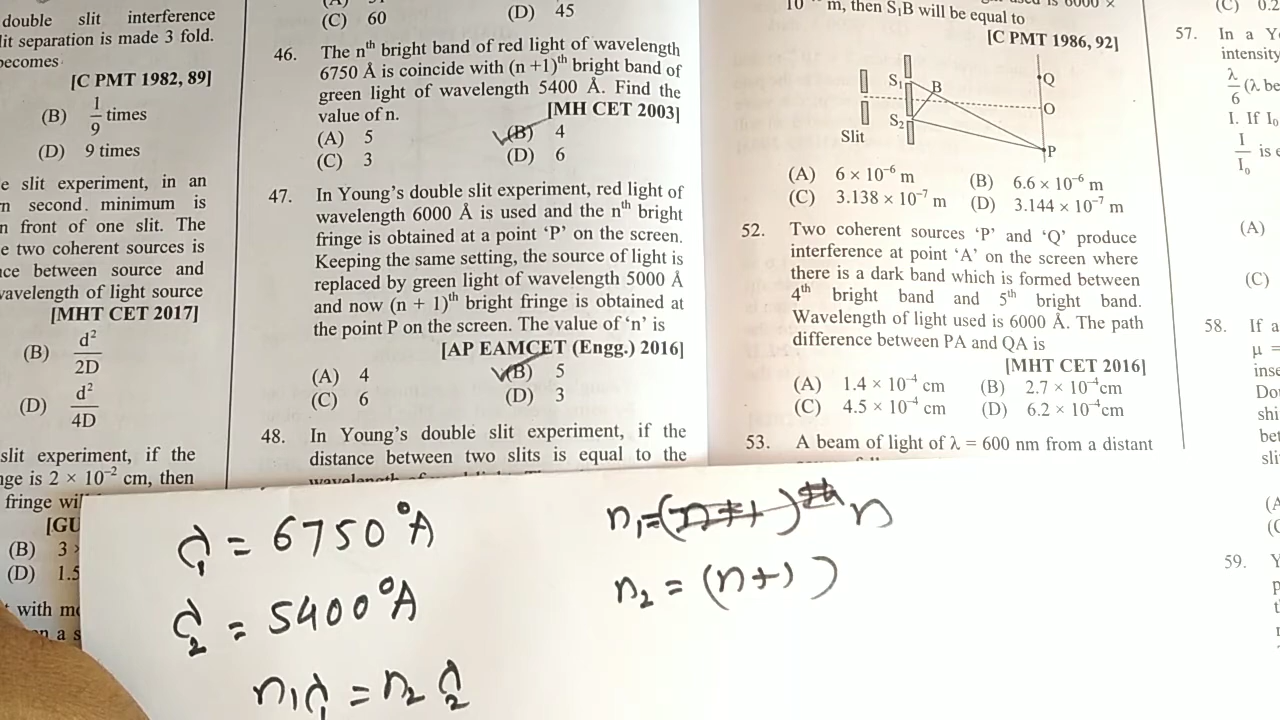 double slit interference
lit separation is made 3 fold.
becomes
[C PMT 1982, 89]
(B) 1/9 times
(D) 9 times
e slit experiment, in an
n second minimum is
n front of one slit. The
e two coherent sources is
nce between source and
wavelength of light source
[MHT CET 2017]
(B) d²/2D
(D) d²/4D
slit experiment, if the
nge is 2 × 10⁻² cm, then
fringe wil
[GU
(B) 3
(D) 1.5
with mo
on a s
(C) 60 (D) 45
46. The nᵗʰ bright band of red light of wavelength
6750 Å is coincide with (n +1)ᵗʰ bright band of
green light of wavelength 5400 Å. Find the
value of n. [MH CET 2003]
(A) 5 (B) 4
(C) 3 (D) 6
47. In Young's double slit experiment, red light of
wavelength 6000 Å is used and the nᵗʰ bright
fringe is obtained at a point 'P' on the screen.
Keeping the same setting, the source of light is
replaced by green light of wavelength 5000 Å
and now (n + 1)ᵗʰ bright fringe is obtained at
the point P on the screen. The value of 'n' is
[AP EAMCET (Engg.) 2016]
(A) 4 (B) 5
(C) 6 (D) 3
48. In Young's double slit experiment, if the
distance between two slits is equal to the
m, then S₁B will be equal to
[C PMT 1986, 92]
S₁ B Q
O
S₂
Slit
P
(A) 6 × 10⁻⁶ m (B) 6.6 × 10⁻⁶ m
(C) 3.138 × 10⁻⁷ m (D) 3.144 × 10⁻⁷ m
52. Two coherent sources 'P' and 'Q' produce
interference at point 'A' on the screen where
there is a dark band which is formed between
4ᵗʰ bright band and 5ᵗʰ bright band.
Wavelength of light used is 6000 Å. The path
difference between PA and QA is
[MHT CET 2016]
(A) 1.4 × 10⁻⁴ cm (B) 2.7 × 10⁻⁴cm
(C) 4.5 × 10⁻⁴ cm (D) 6.2 × 10⁻⁴cm
53. A beam of light of λ = 600 nm from a distant
(C) 0.2
57. In a Yo
intensity
λ/6 (λ be
I. If I₀
I/I₀ is e
(A)
(C)
58. If a
μ =
inse
Dou
shi
bet
sli
(A
(C
59. Y
λ₁ = 6750 °A
λ₂ = 5400 °A
n₁λ₁ = n₂ λ₂
n₁ = n
n₂ = (n+1)